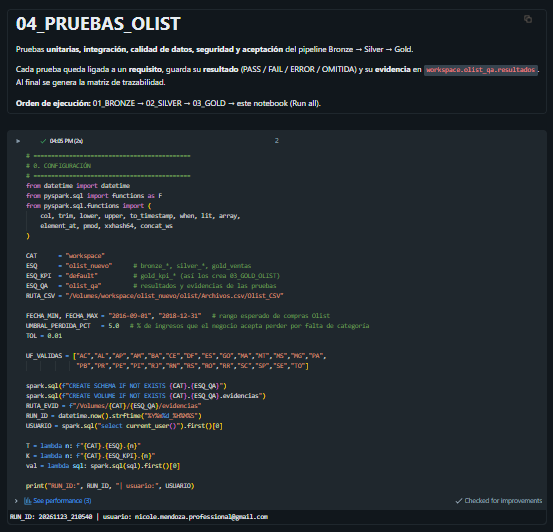 04_PRUEBAS_OLIST
Pruebas unitarias, integración, calidad de datos, seguridad y aceptación del pipeline Bronze → Silver → Gold.
Cada prueba queda ligada a un requisito, guarda su resultado (PASS / FAIL / ERROR / OMITIDA) y su evidencia en workspace.olist_qa.resultados.
Al final se genera la matriz de trazabilidad.
Orden de ejecución: 01_BRONZE → 02_SILVER → 03_GOLD → este notebook (Run all).
04:05 PM (2s)
2
# ============================================
# 0. CONFIGURACIÓN
# ============================================
from datetime import datetime
from pyspark.sql import functions as F
from pyspark.sql.functions import (
    col, trim, lower, upper, to_timestamp, when, lit, array,
    element_at, pmod, xxhash64, concat_ws
)
CAT     = "workspace"
ESQ     = "olist_nuevo"     # bronze_*, silver_*, gold_ventas
ESQ_KPI = "default"         # gold_kpi_* (así los crea 03_GOLD_OLIST)
ESQ_QA  = "olist_qa"        # resultados y evidencias de las pruebas
RUTA_CSV = "/Volumes/workspace/olist_nuevo/olist/Archivos.csv/Olist_CSV"
FECHA_MIN, FECHA_MAX = "2016-09-01", "2018-12-31"   # rango esperado de compras Olist
UMBRAL_PERDIDA_PCT   = 5.0   # % de ingresos que el negocio acepta perder por falta de categoría
TOL = 0.01
UF_VALIDAS = ["AC","AL","AP","AM","BA","CE","DF","ES","GO","MA","MT","MS","MG","PA",
              "PB","PR","PE","PI","RJ","RN","RS","RO","RR","SC","SP","SE","TO"]
spark.sql(f"CREATE SCHEMA IF NOT EXISTS {CAT}.{ESQ_QA}")
spark.sql(f"CREATE VOLUME IF NOT EXISTS {CAT}.{ESQ_QA}.evidencias")
RUTA_EVID = f"/Volumes/{CAT}/{ESQ_QA}/evidencias"
RUN_ID = datetime.now().strftime("%Y%m%d_%H%M%S")
USUARIO = spark.sql("select current_user()").first()[0]
T = lambda n: f"{CAT}.{ESQ}.{n}"
K = lambda n: f"{CAT}.{ESQ_KPI}.{n}"
val = lambda sql: spark.sql(sql).first()[0]
print("RUN_ID:", RUN_ID, "| usuario:", USUARIO)
See performance (3)
Checked for improvements
RUN_ID: 20261123_210540 | usuario: nicole.mendoza.professional@gmail.com